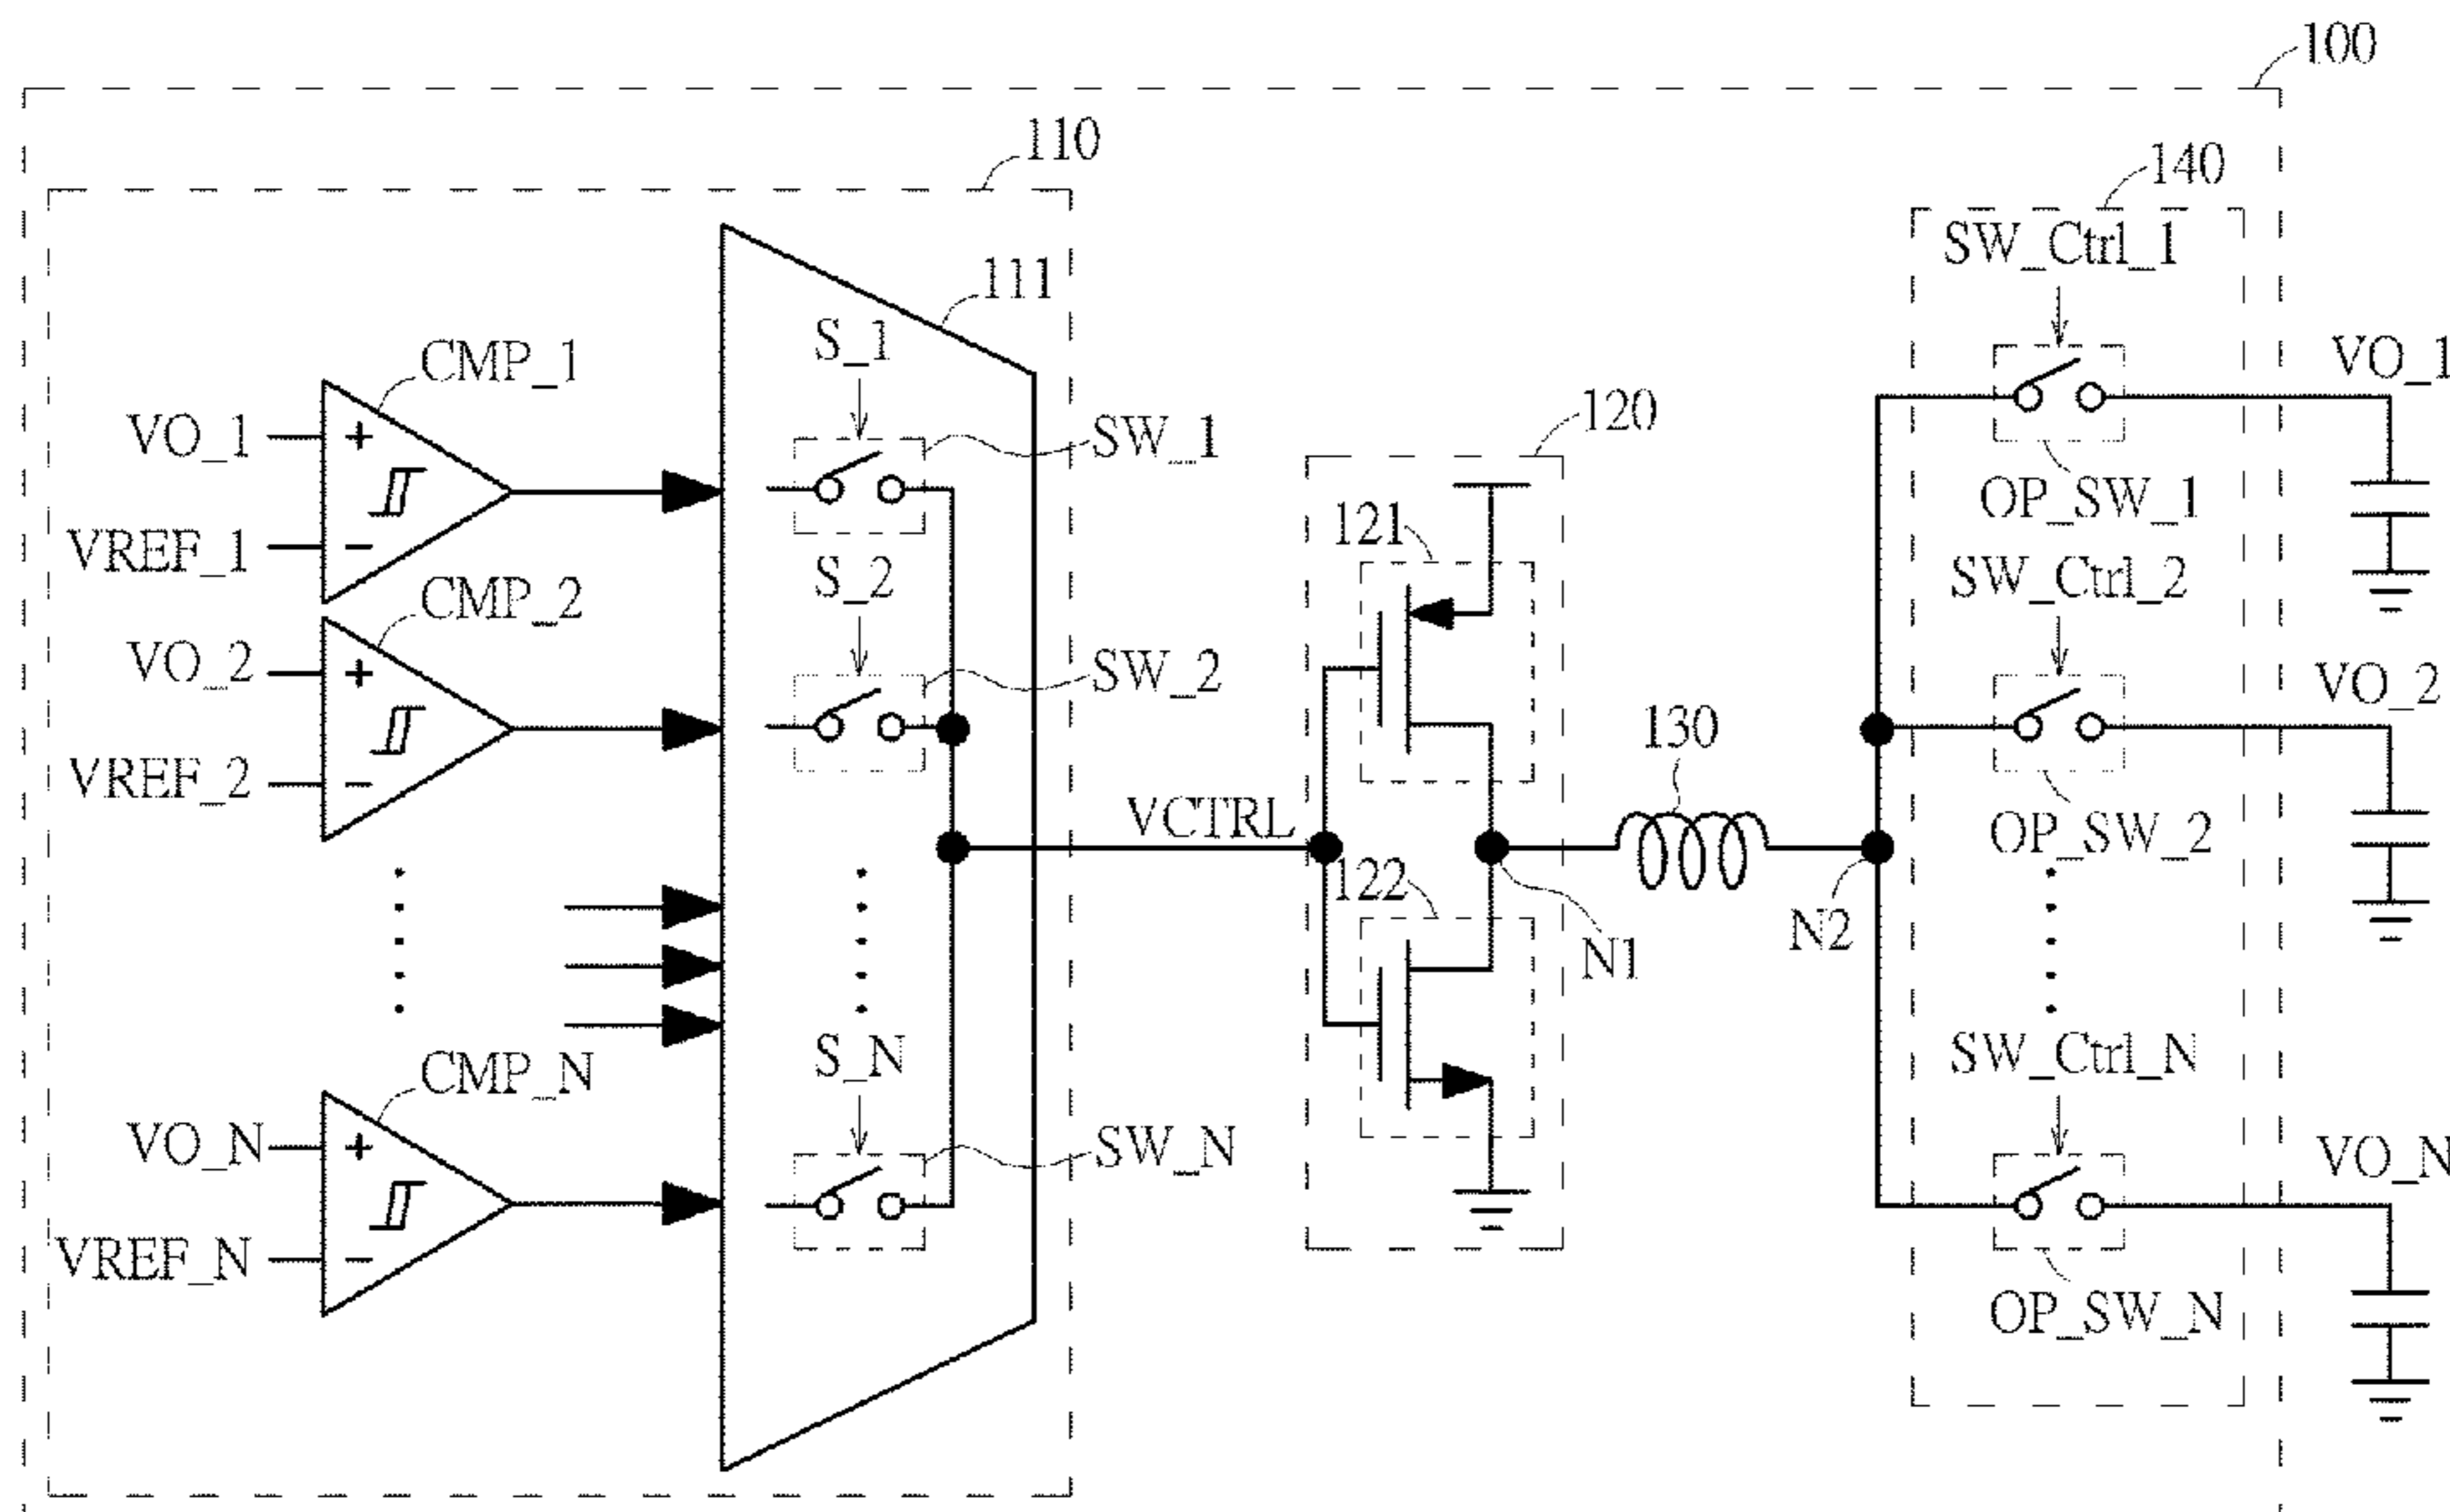 100
110
140
SW_Ctrl_1
111
S_1
CMP_1
VO_1
VO_1
+
SW_1
120
OP_SW_1
VREF_1
−
121
S_2
CMP_2
SW_Ctrl_2
VO_2
+
SW_2
VO_2
130
VREF_2
−
VCTRL
OP_SW_2
122
N1
N2
S_N
CMP_N
SW_Ctrl_N
VO_N
+
SW_N
VO_N
VREF_N
−
OP_SW_N